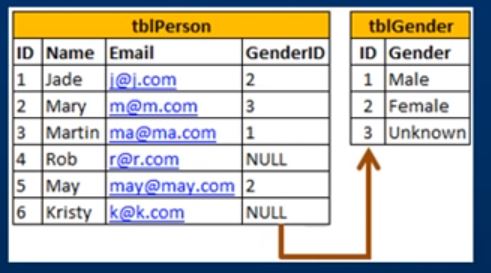 tblPerson
ID Name Email GenderID
1 Jade j@j.com 2
2 Mary m@m.com 3
3 Martin ma@ma.com 1
4 Rob r@r.com NULL
5 May may@may.com 2
6 Kristy k@k.com NULL
tblGender
ID Gender
1 Male
2 Female
3 Unknown